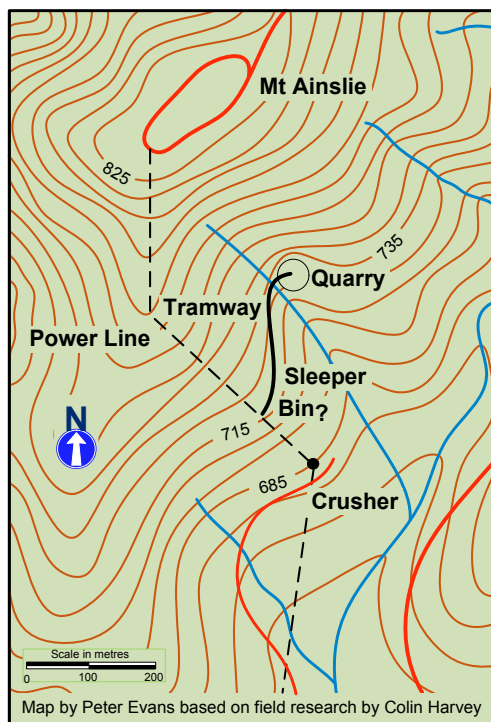 Mt Ainslie
825
735
Quarry
Tramway
Power Line
Sleeper
N
Bin?
715
685
Crusher
Scale in metres
0 100 200
Map by Peter Evans based on field research by Colin Harvey